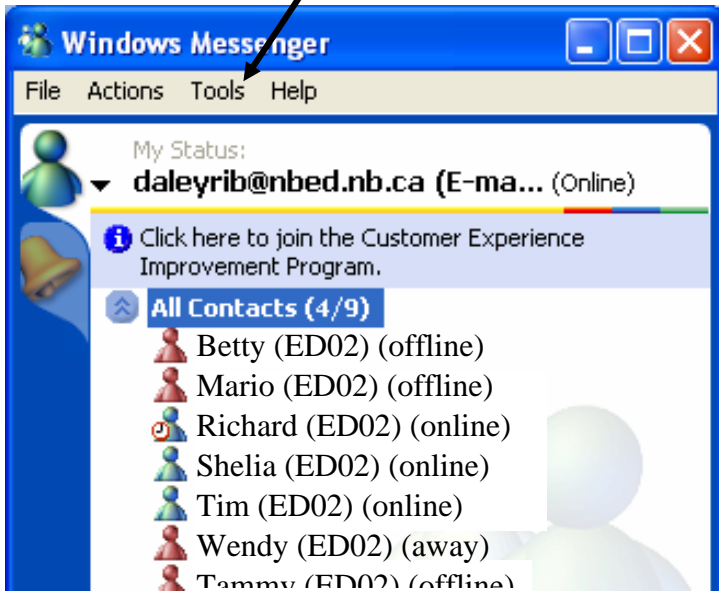 Windows Messenger
File Actions Tools Help
My Status:
daleyrib@nbed.nb.ca (E-ma... (Online)
Click here to join the Customer Experience
Improvement Program.
All Contacts (4/9)
Betty (ED02) (offline)
Mario (ED02) (offline)
Richard (ED02) (online)
Shelia (ED02) (online)
Tim (ED02) (online)
Wendy (ED02) (away)
Tammy (ED02) (offline)